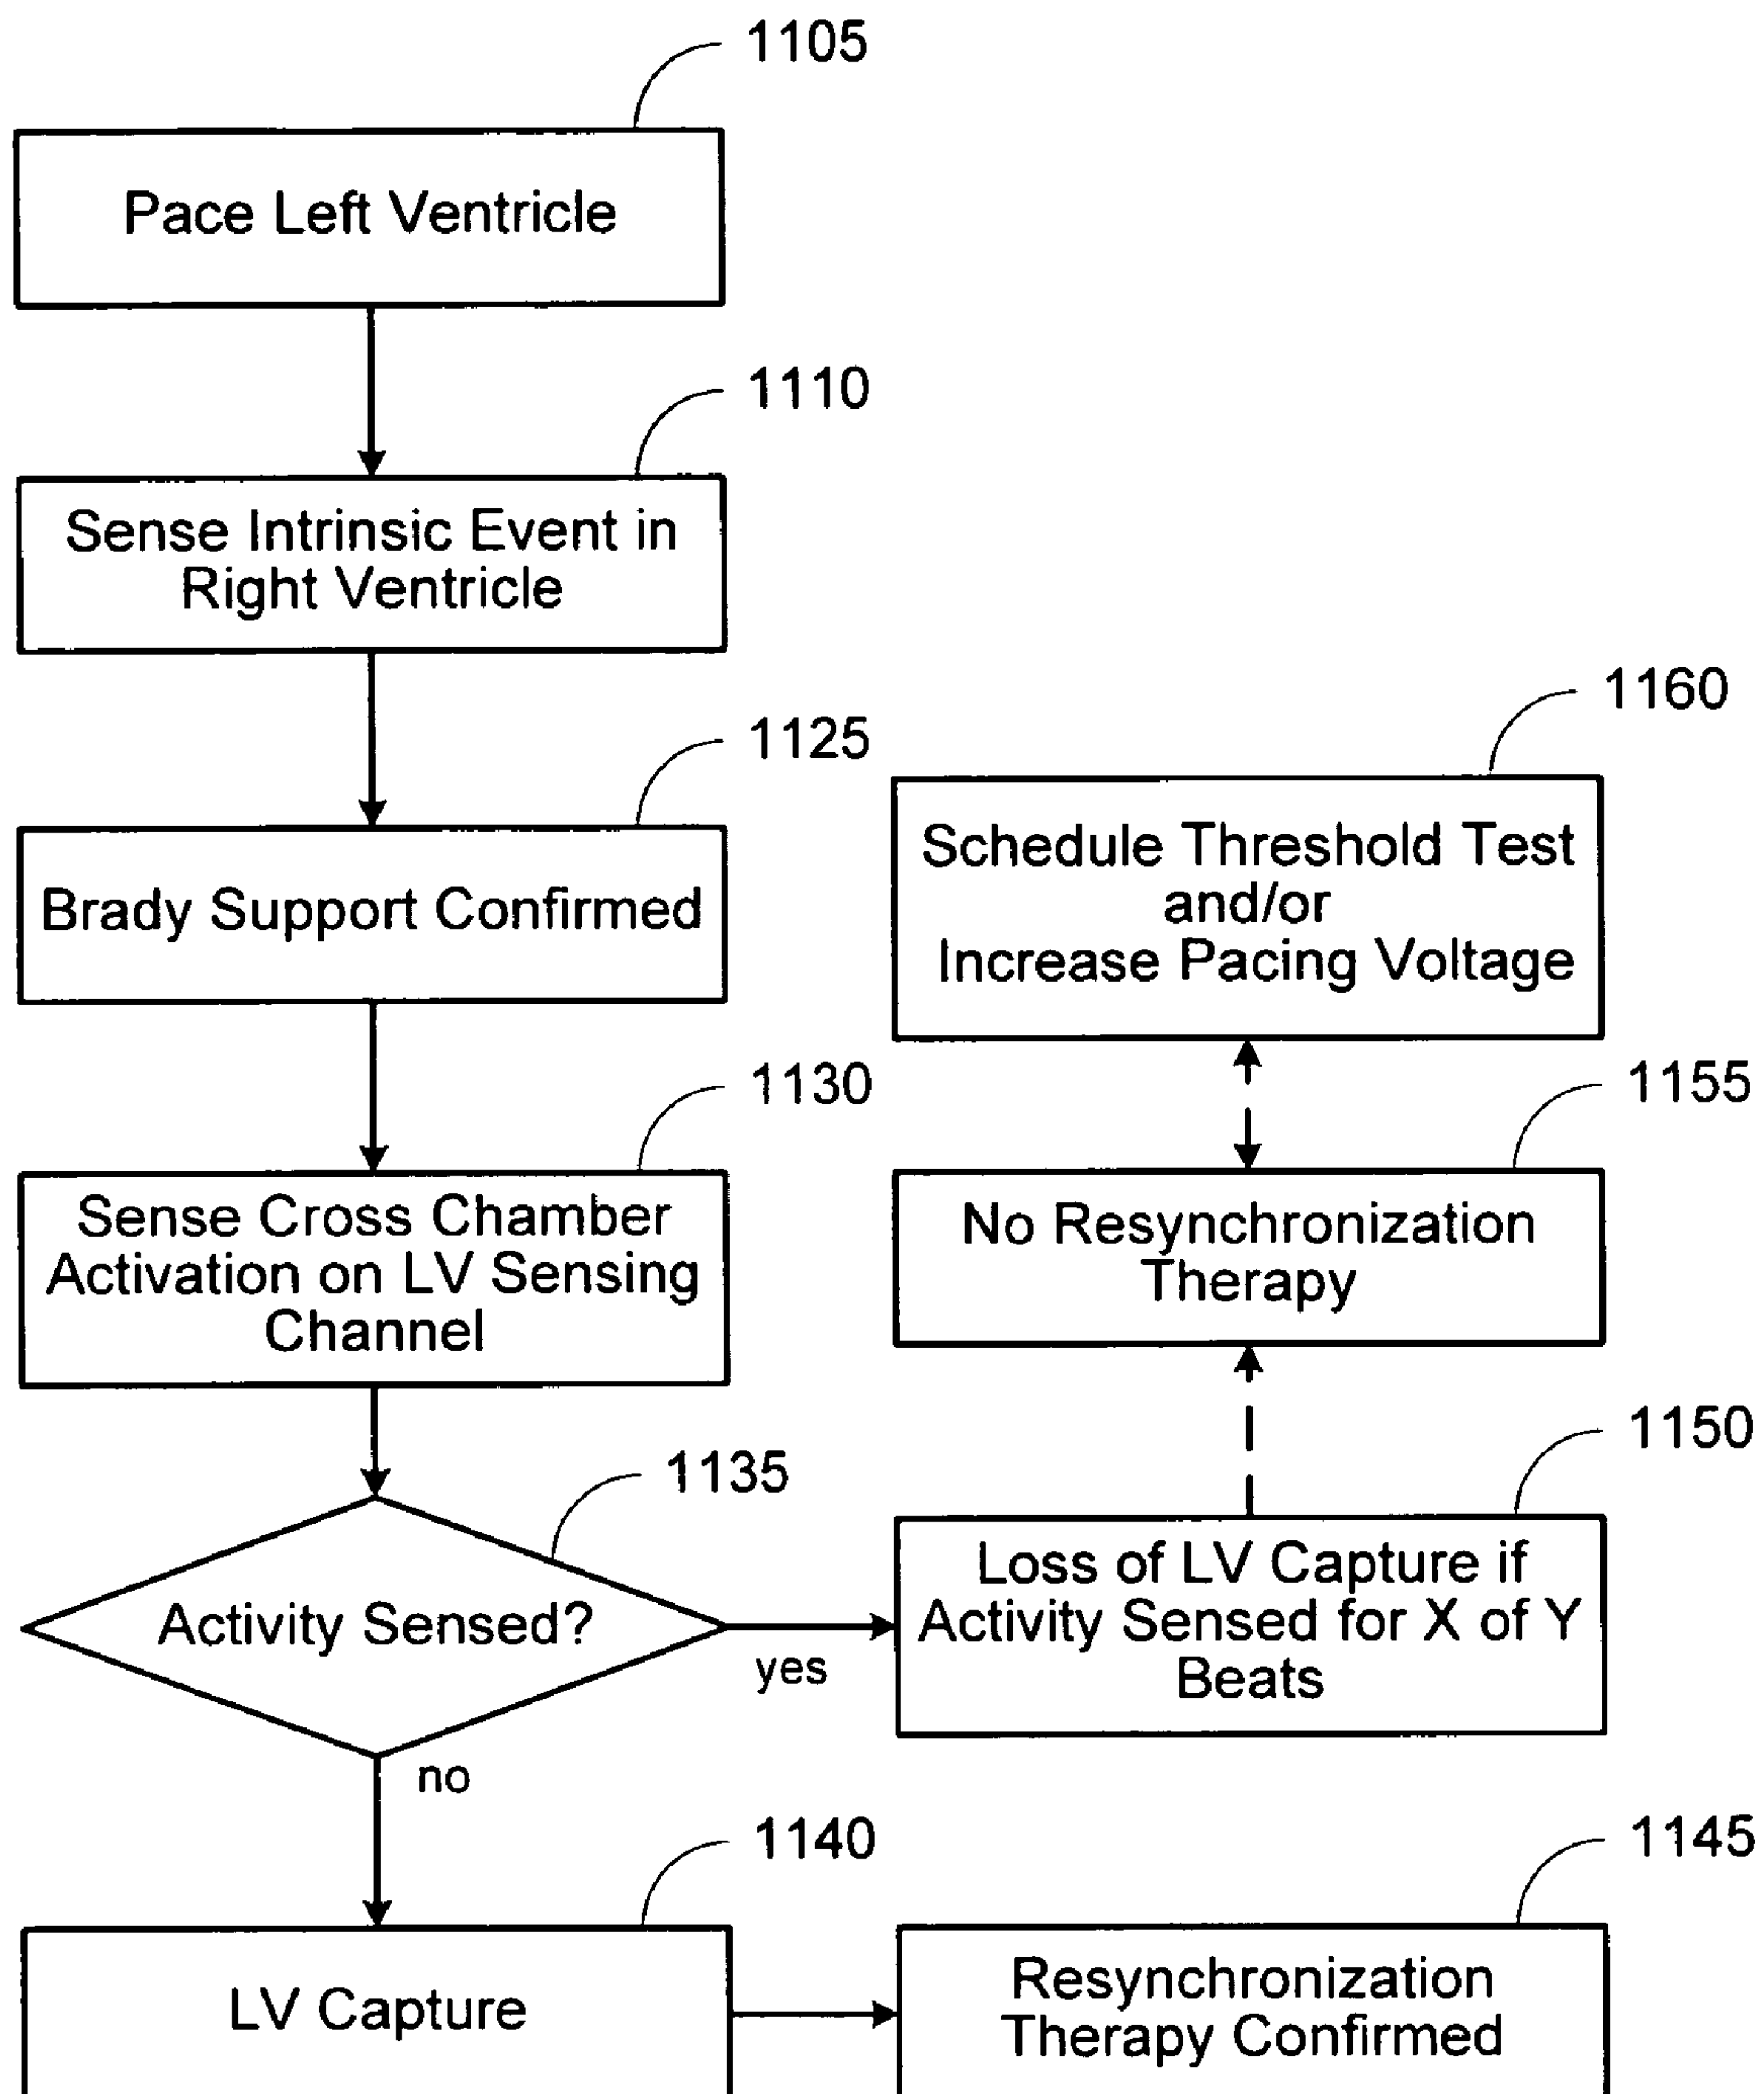 1105
Pace Left Ventricle
1110
Sense Intrinsic Event in
Right Ventricle
1125
Brady Support Confirmed
1160
Schedule Threshold Test
and/or
Increase Pacing Voltage
1130
Sense Cross Chamber
Activation on LV Sensing
Channel
1155
No Resynchronization
Therapy
1135
Activity Sensed?
yes
no
1150
Loss of LV Capture if
Activity Sensed for X of Y
Beats
1140
LV Capture
1145
Resynchronization
Therapy Confirmed